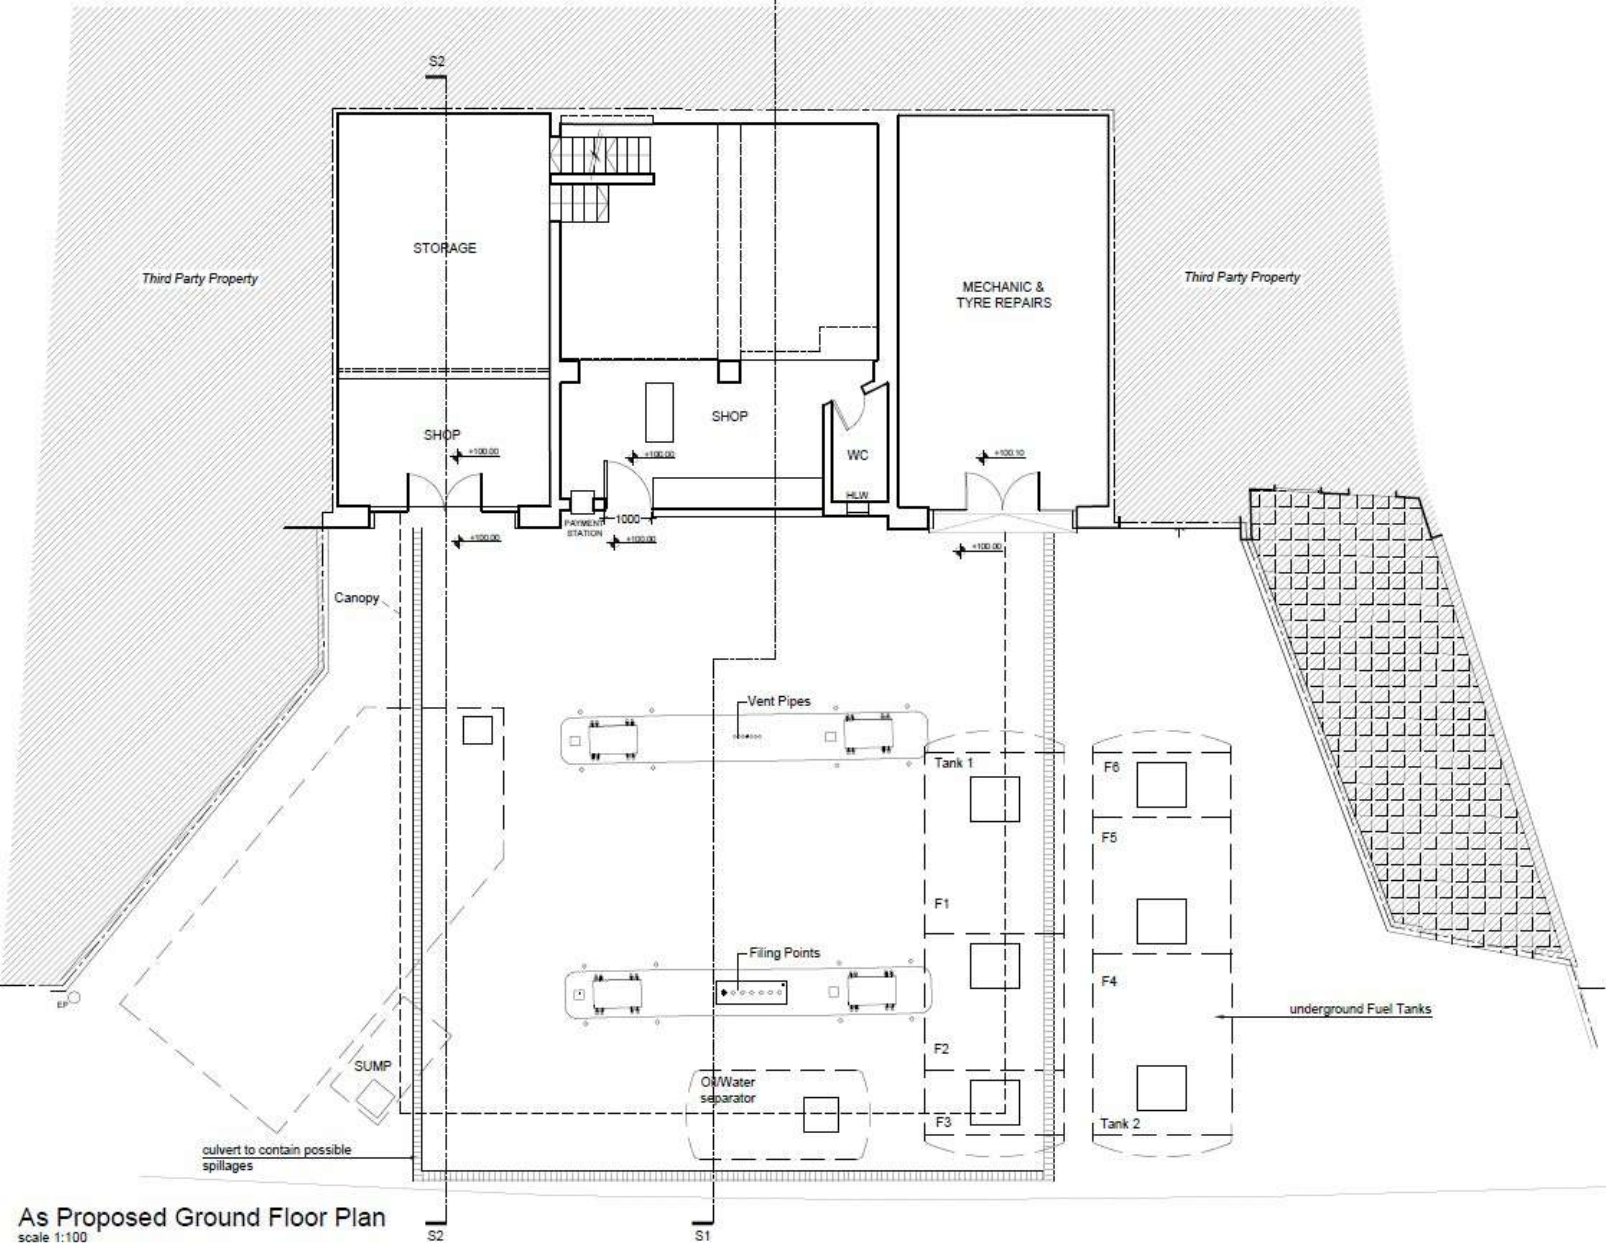 S2
STORAGE
Third Party Property
Third Party Property
MECHANIC &
TYRE REPAIRS
SHOP
SHOP
+100.00
+100.00
WC
+100.10
HLW
PAYMENT
STATION
1000
+100.00
+100.00
+100.00
Canopy
Vent Pipes
Tank 1
F6
F5
F1
Filing Points
F4
underground Fuel Tanks
EP
F2
SUMP
Oil/Water
separator
F3
Tank 2
culvert to contain possible
spillages
As Proposed Ground Floor Plan
scale 1:100
S2
S1